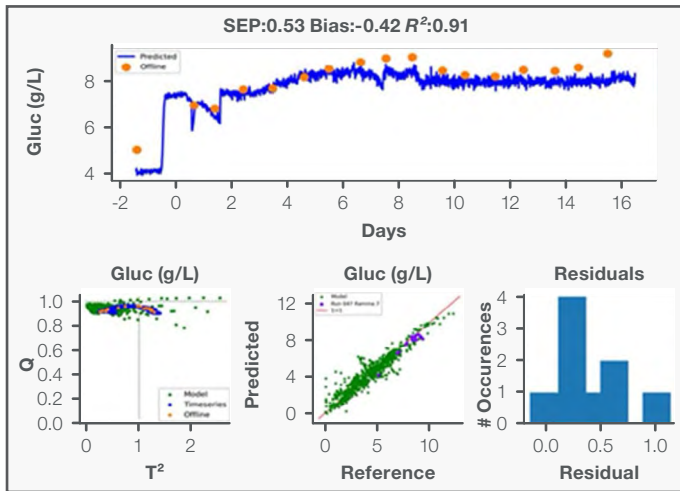 SEP:0.53 Bias:-0.42 R²:0.91
Predicted
Offline
Gluc (g/L)
8
6
4
-2 0 2 4 6 8 10 12 14 16
Days
Gluc (g/L)
1.0
0.8
0.6
0.4
0.2
0.0
Q
Model
Timeseries
Offline
0 1 2
T²
Gluc (g/L)
12
8
4
0
Predicted
Model
1:1
0 5 10
Reference
Residuals
4
3
2
1
0
# Occurences
0.0 0.5 1.0
Residual